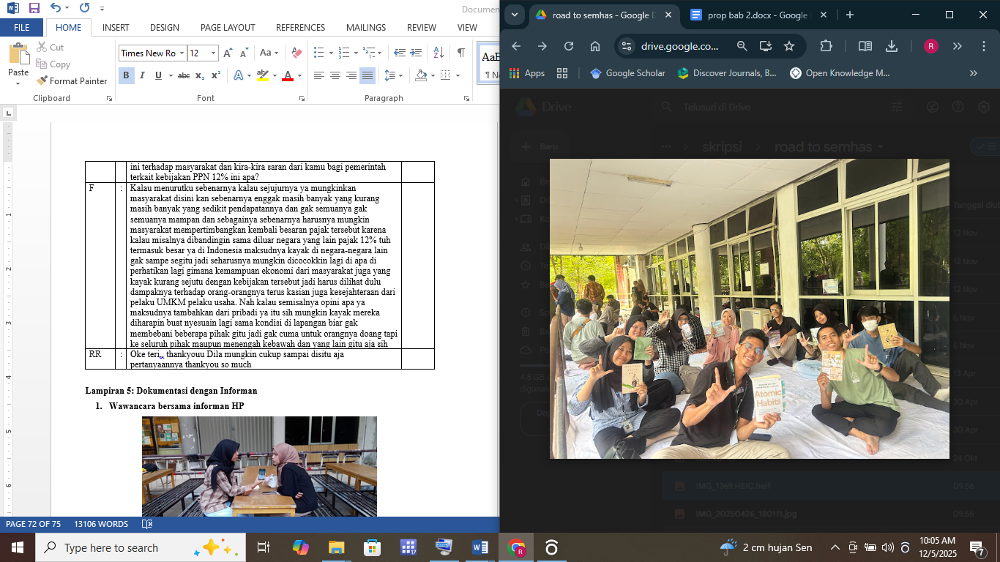 Documen
FILE
HOME
INSERT
DESIGN
PAGE LAYOUT
REFERENCES
MAILINGS
REVIEW
VIEW
Paste
Cut
Copy
Format Painter
Times New Ro
12
Clipboard
Font
Paragraph
ini terhadap masyarakat dan kira-kira saran dari kamu bagi pemerintah
terkait kebijakan PPN 12% ini apa?
F : Kalau menurutku sebenarnya kalau sejujurnya ya mungkinkan
masyarakat disini kan sebenarnya enggak masih banyak yang kurang
masih banyak yang sedikit pendapatannya dan gak semuanya gak
semuanya mampan dan sebagainya sebenarnya harusnya mungkin
masyarakat mempertimbangkan kembali besaran pajak tersebut karena
kalau misalnya dibandingin sama diluar negara yang lain pajak 12% tuh
termasuk besar ya di Indonesia maksudnya kayak di negara-negara lain
gak sampe segitu jadi seharusnya mungkin dicocokkin lagi di apa di
perhatikan lagi gimana kemampuan ekonomi dari masyarakat juga yang
kayak kurang sejutu dengan kebijakan tersebut jadi harus dilihat dulu
dampaknya terhadap orang-orangnya terus kasian juga kesejahteraan dari
pelaku UMKM pelaku usaha. Nah kalau semisalnya opini apa ya
maksudnya tambahkan dari pribadi ya itu sih mungkin kayak mereka
diharapin buat nyesuain lagi sama kondisi di lapangan biar gak
membebani beberapa pihak gitu jadi gak cuma untuk orangnya doang tapi
ke seluruh pihak maupun menengah kebawah dan yang lain gitu aja sih
RR : Oke teri,, thankyouu Dila mungkin cukup sampai disitu aja
pertanyaannya thankyou so much
Lampiran 5: Dokumentasi dengan Informan
1. Wawancara bersama informan HP
PAGE 72 OF 75
13106 WORDS
road to semhas - Google D
prop bab 2.docx - Google
drive.google.co...
Apps
Google Scholar
Discover Journals, B...
Open Knowledge M...
Drive
Telusuri di Drive
Baru
skripsi
road to semhas
12 Nov
12 Nov
12 Nov
6 Nov
6 Nov
13 Apr
30 Apr
30 Apr
30 Apr
24 Okt
4,8 GB
Atomic
Habits
IMG_1369.HEIC.heif
09.56
IMG_20250426_180111.jpg
09.56
Type here to search
2 cm hujan Sen
10:05 AM
12/5/2025
7